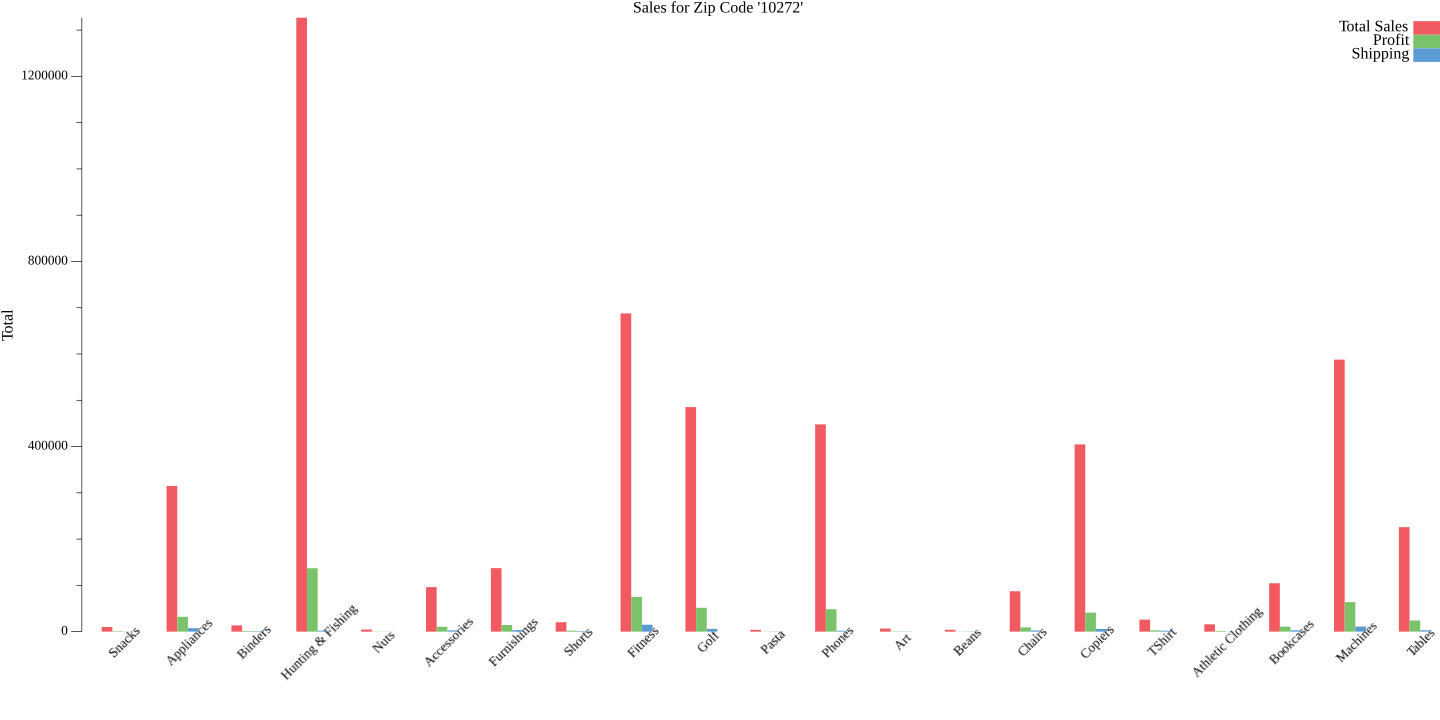 Sales for Zip Code '10272'
Total Sales
Profit
Shipping
Total
1200000
800000
400000
0
Snacks
Appliances
Binders
Hunting & Fishing
Nuts
Accessories
Furnishings
Shorts
Fitness
Golf
Pasta
Phones
Art
Beans
Chairs
Copiers
TShirt
Athletic Clothing
Bookcases
Machines
Tables